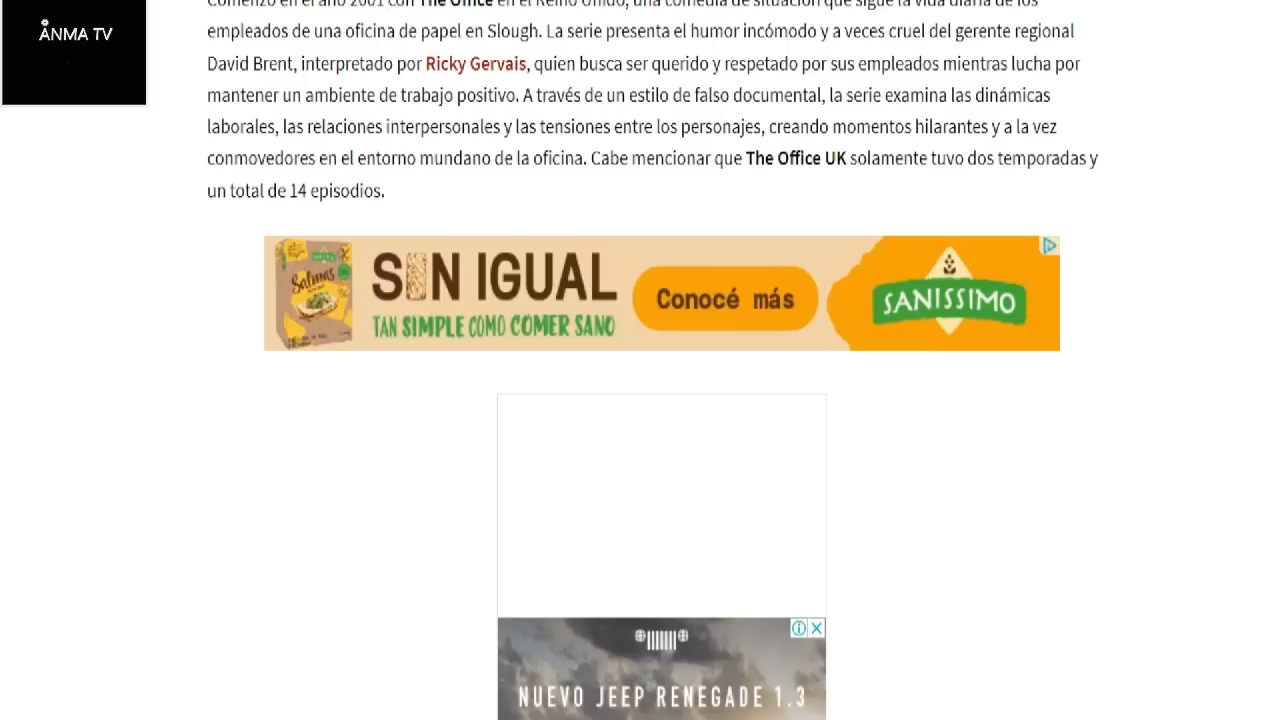 ÅNMA TV
Comenzó en el año 2001 con The Office en el Reino Unido, una comedia de situación que sigue la vida diaria de los
empleados de una oficina de papel en Slough. La serie presenta el humor incómodo y a veces cruel del gerente regional
David Brent, interpretado por Ricky Gervais, quien busca ser querido y respetado por sus empleados mientras lucha por
mantener un ambiente de trabajo positivo. A través de un estilo de falso documental, la serie examina las dinámicas
laborales, las relaciones interpersonales y las tensiones entre los personajes, creando momentos hilarantes y a la vez
conmovedores en el entorno mundano de la oficina. Cabe mencionar que The Office UK solamente tuvo dos temporadas y
un total de 14 episodios.
Salmas
SIN IGUAL
TAN SIMPLE COMO COMER SANO
Conocé más
SANISSIMO
NUEVO JEEP RENEGADE 1.3